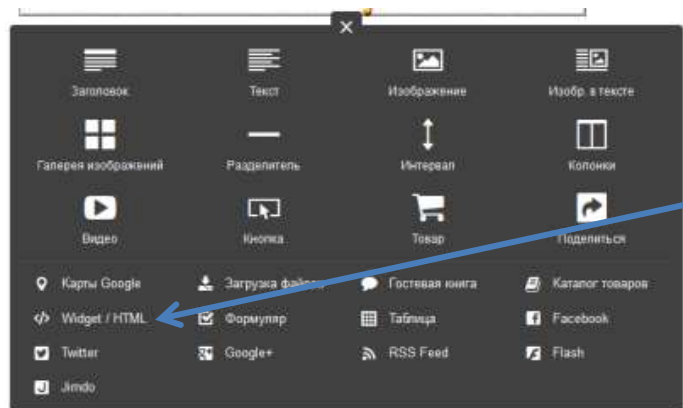 Заголовок Текст Изображение Изобр. в тексте
Галерея изображений Разделитель Интервал Колонки
Видео Кнопка Товар Поделиться
Карты Google Загрузка файлов Гостевая книга Каталог товаров
</> Widget / HTML Формуляр Таблица Facebook
Twitter Google+ RSS Feed Flash
Jimdo